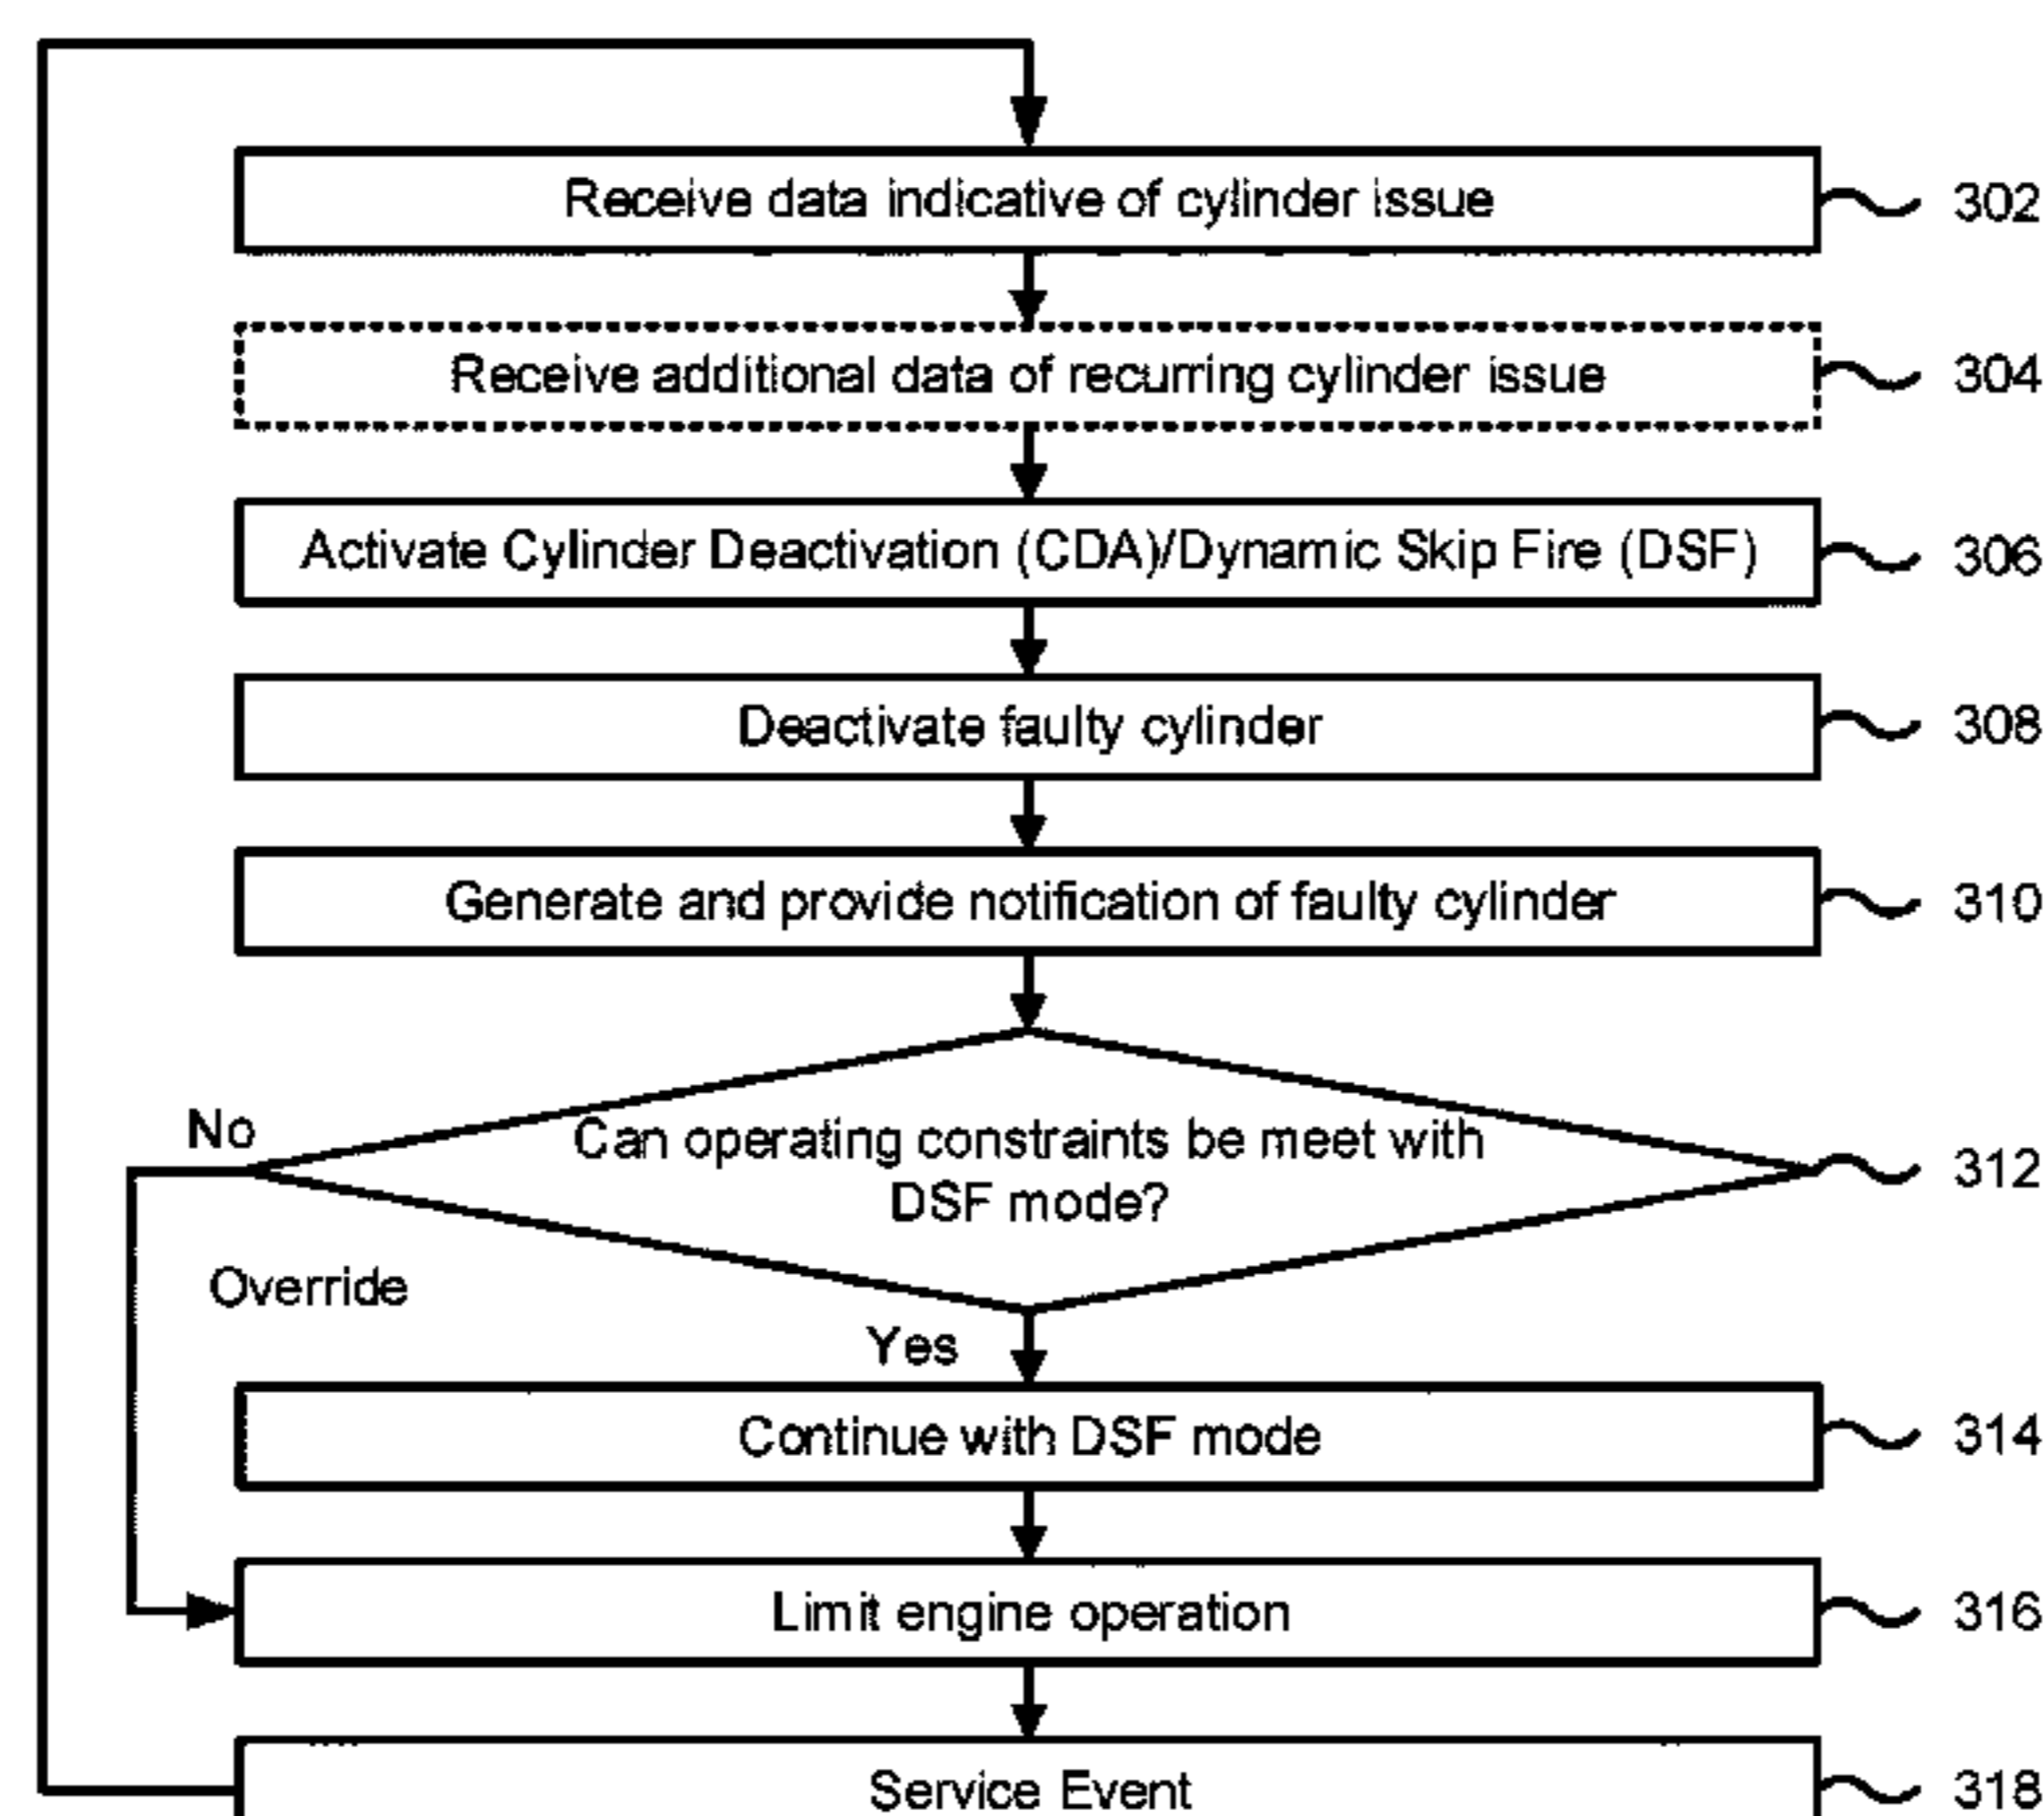 Receive data indicative of cylinder issue 302
Receive additional data of recurring cylinder issue 304
Activate Cylinder Deactivation (CDA)/Dynamic Skip Fire (DSF) 306
Deactivate faulty cylinder 308
Generate and provide notification of faulty cylinder 310
No
Can operating constraints be meet with
DSF mode?
312
Override
Yes
Continue with DSF mode 314
Limit engine operation 316
Service Event 318